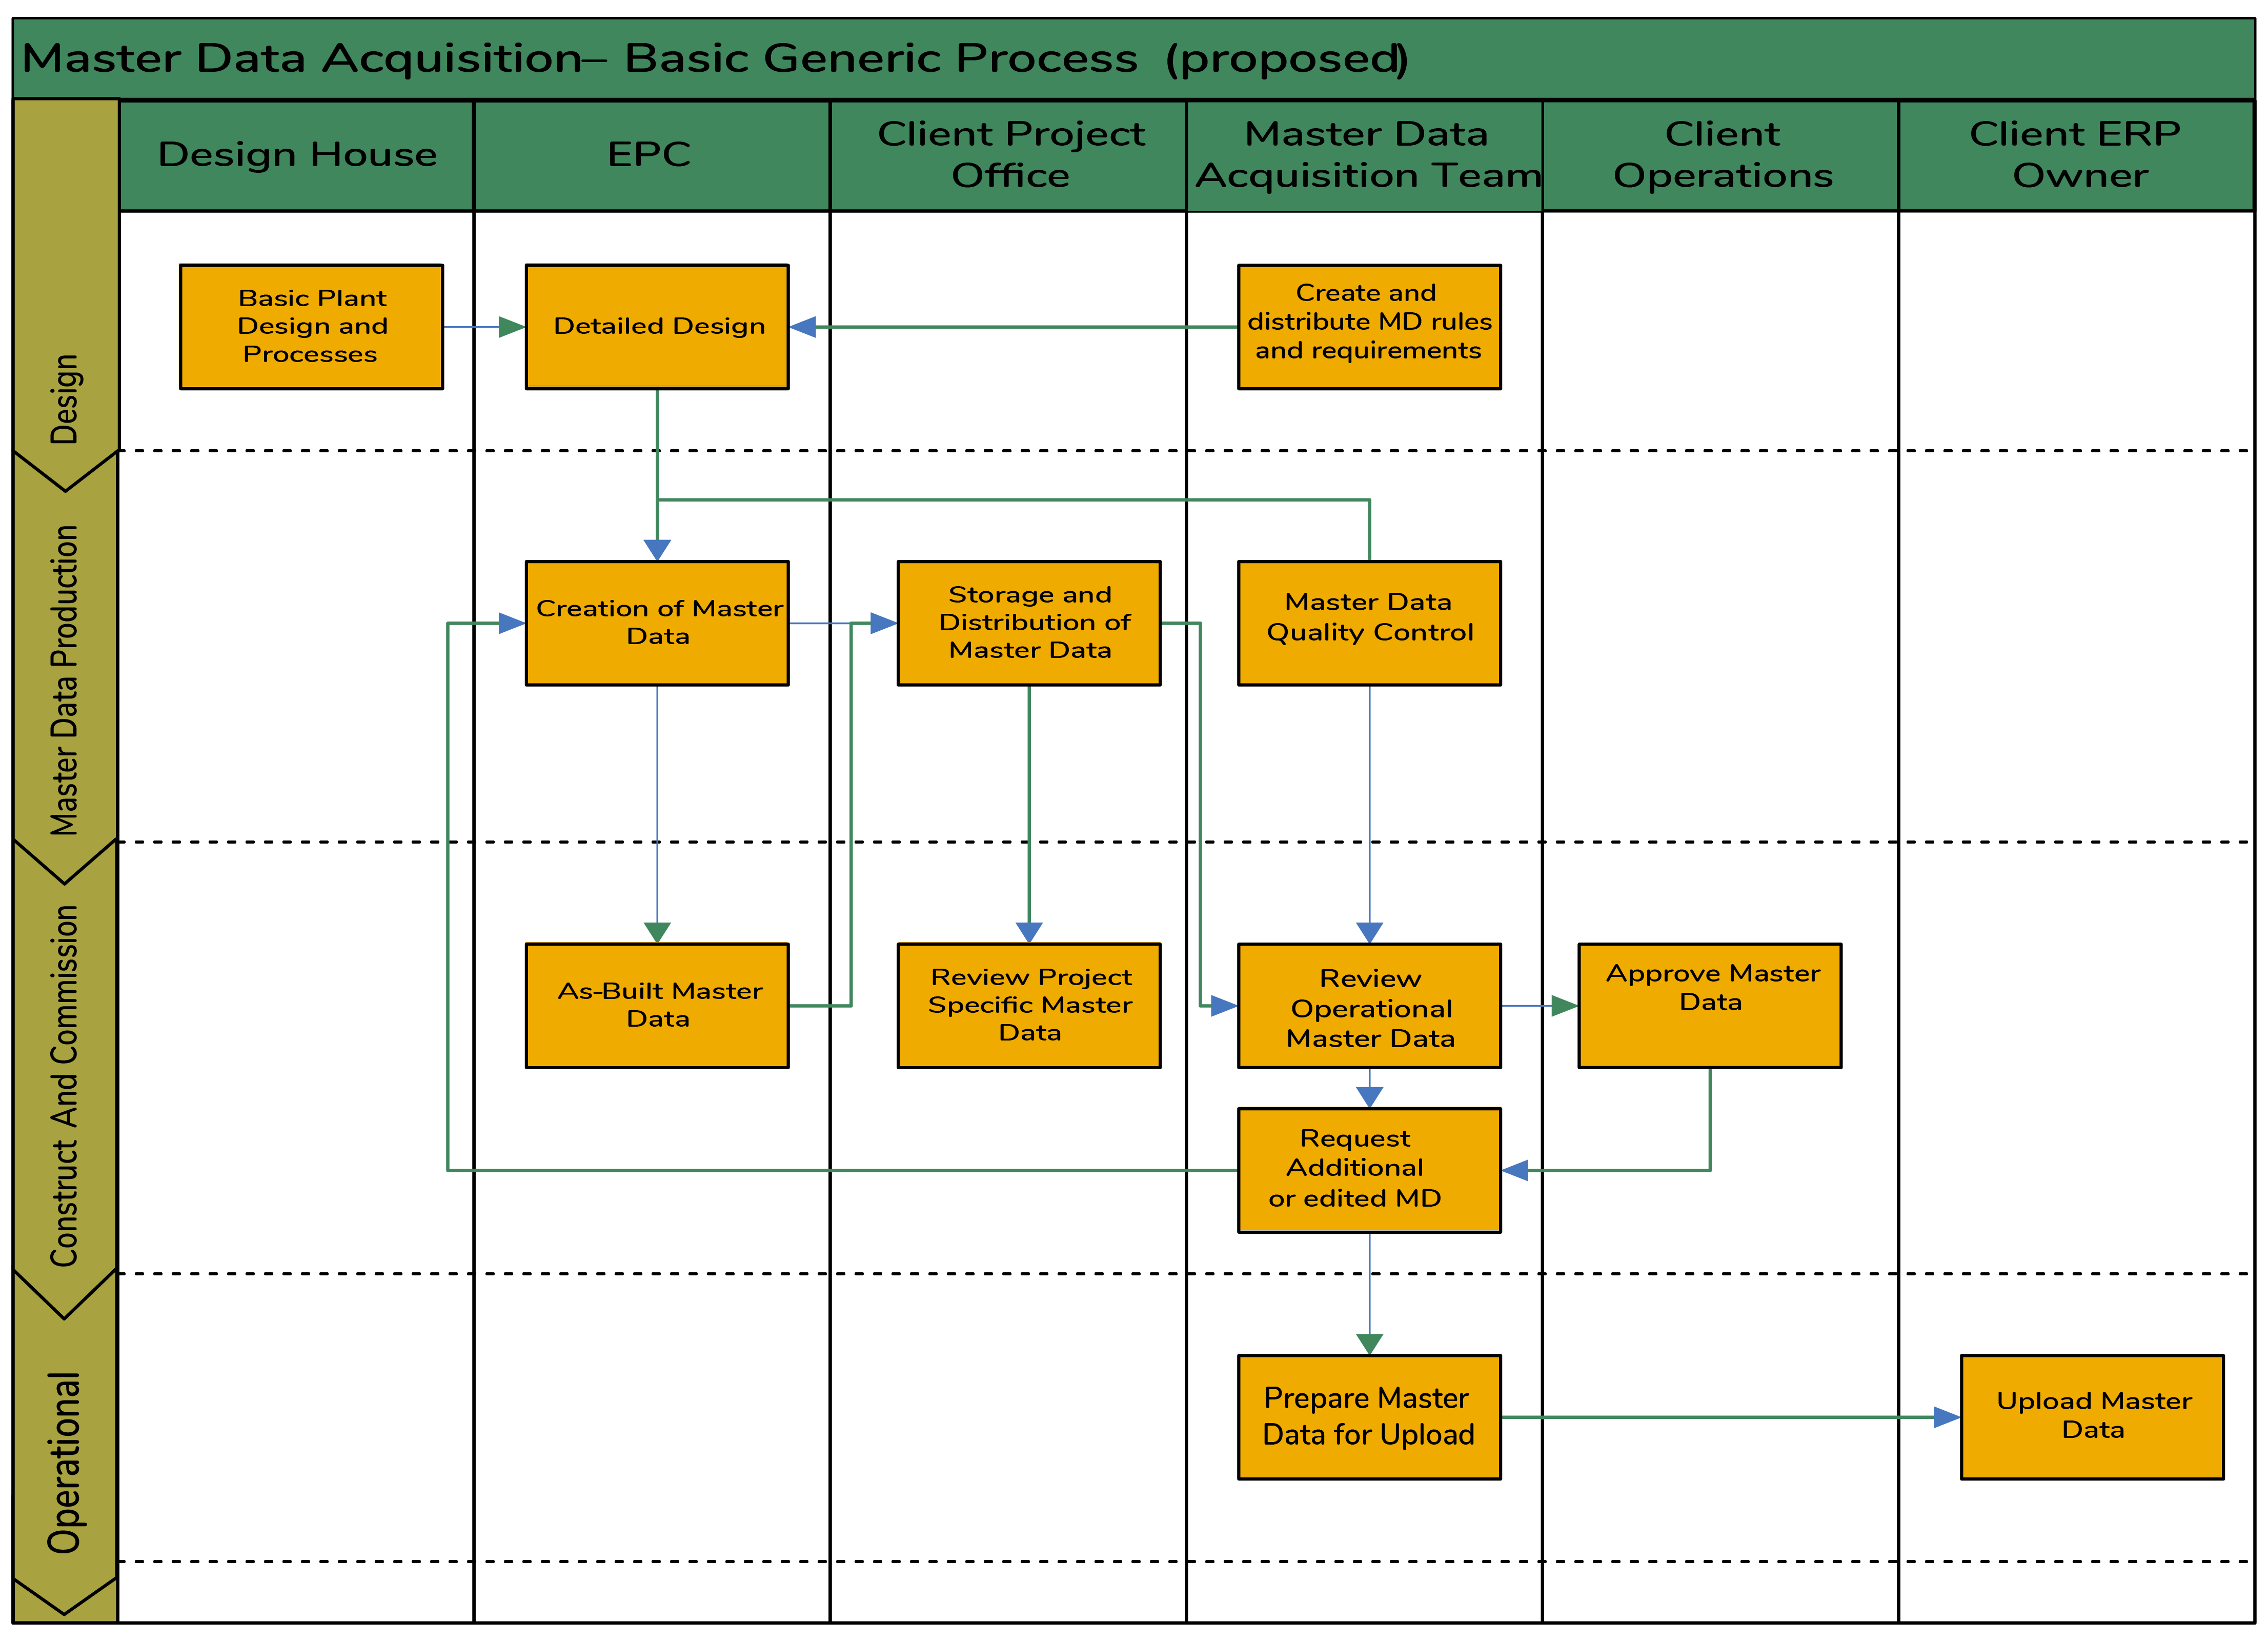 Master Data Acquisition– Basic Generic Process (proposed)
Design House
EPC
Client Project
Office
Master Data
Acquisition Team
Client
Operations
Client ERP
Owner
Design
Basic Plant
Design and
Processes
Detailed Design
Create and
distribute MD rules
and requirements
Master Data Production
Creation of Master
Data
Storage and
Distribution of
Master Data
Master Data
Quality Control
Construct And Commission
As-Built Master
Data
Review Project
Specific Master
Data
Review
Operational
Master Data
Approve Master
Data
Request
Additional
or edited MD
Operational
Prepare Master
Data for Upload
Upload Master
Data